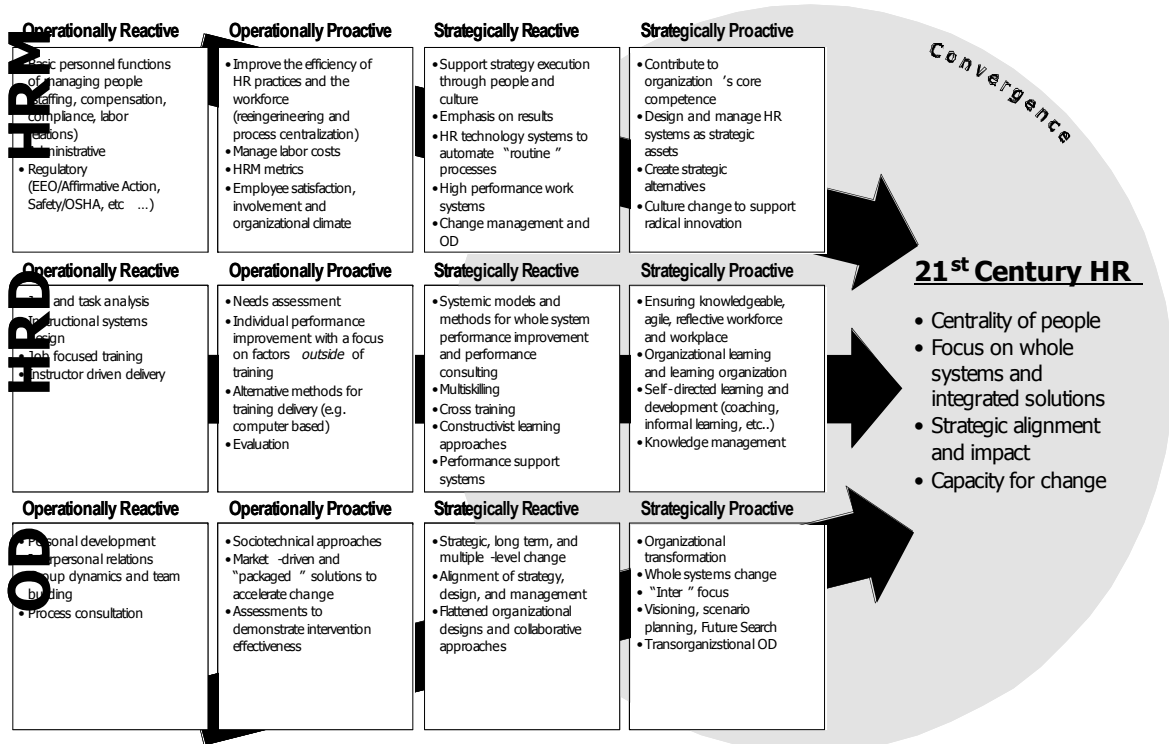 HRM
Operationally Reactive
• Basic personnel functions
of managing people
(staffing, compensation,
compliance, labor
relations)
• Administrative
• Regulatory
(EEO/Affirmative Action,
Safety/OSHA, etc …)
Operationally Proactive
• Improve the efficiency of
HR practices and the
workforce
(reeingerineering and
process centralization)
• Manage labor costs
• HRM metrics
• Employee satisfaction,
involvement and
organizational climate
Strategically Reactive
• Support strategy execution
through people and
culture
• Emphasis on results
• HR technology systems to
automate “routine ”
processes
• High performance work
systems
• Change management and
OD
Strategically Proactive
• Contribute to
organization ’s core
competence
• Design and manage HR
systems as strategic
assets
• Create strategic
alternatives
• Culture change to support
radical innovation
HRD
Operationally Reactive
• Job and task analysis
• Instructional systems
design
• Job focused training
• Instructor driven delivery
Operationally Proactive
• Needs assessment
• Individual performance
improvement with a focus
on factors outside of
training
• Alternative methods for
training delivery (e.g.
computer based)
• Evaluation
Strategically Reactive
• Systemic models and
methods for whole system
performance improvement
and performance
consulting
• Multiskilling
• Cross training
• Constructivist learning
approaches
• Performance support
systems
Strategically Proactive
• Ensuring knowledgeable,
agile, reflective workforce
and workplace
• Organizational learning
and learning organization
• Self-directed learning and
development (coaching,
informal learning, etc..)
• Knowledge management
OD
Operationally Reactive
• Personal development
• Interpersonal relations
• Group dynamics and team
building
• Process consultation
Operationally Proactive
• Sociotechnical approaches
• Market -driven and
“packaged ” solutions to
accelerate change
• Assessments to
demonstrate intervention
effectiveness
Strategically Reactive
• Strategic, long term, and
multiple -level change
• Alignment of strategy,
design, and management
• Flattened organizational
designs and collaborative
approaches
Strategically Proactive
• Organizational
transformation
• Whole systems change
• “Inter ” focus
• Visioning, scenario
planning, Future Search
• Transorganizstional OD
Convergence
21st Century HR
• Centrality of people
• Focus on whole
systems and
integrated solutions
• Strategic alignment
and impact
• Capacity for change